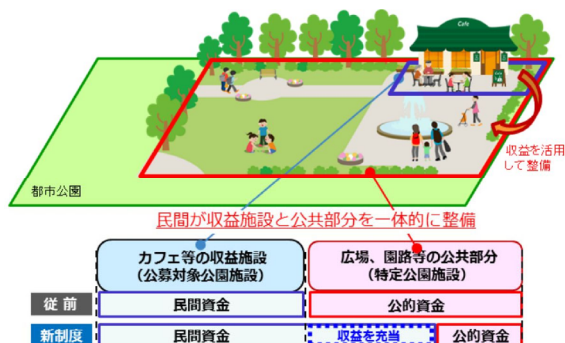 Cafe
収益を活用
して整備
都市公園
民間が収益施設と公共部分を一体的に整備
カフェ等の収益施設
(公募対象公園施設)
広場、園路等の公共部分
(特定公園施設)
従前
民間資金
公的資金
新制度
民間資金
収益を充当
公的資金